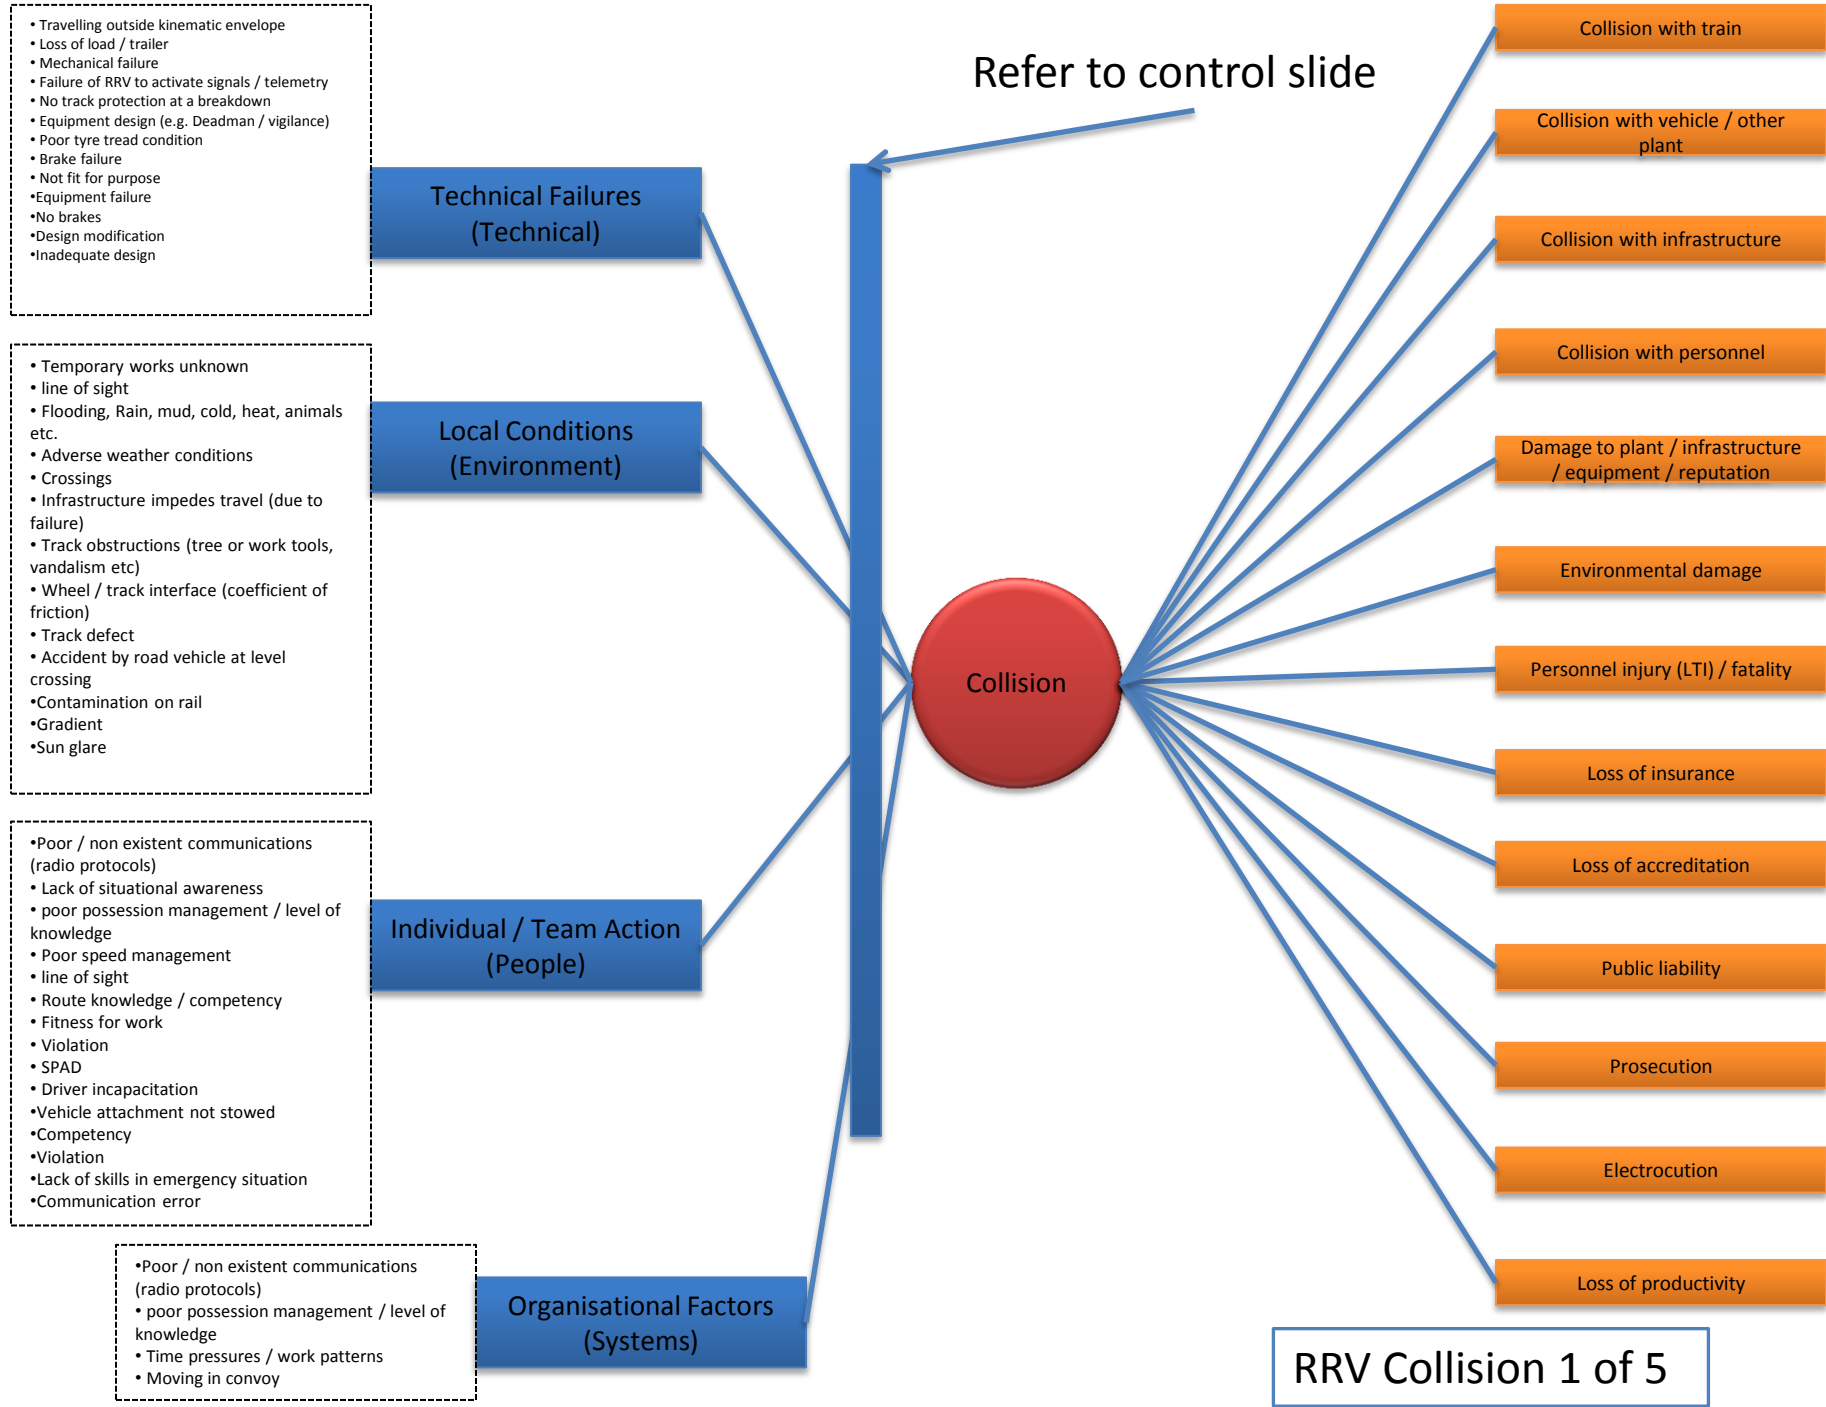 • Travelling outside kinematic envelope
• Loss of load / trailer
• Mechanical failure
• Failure of RRV to activate signals / telemetry
• No track protection at a breakdown
• Equipment design (e.g. Deadman / vigilance)
• Poor tyre tread condition
• Brake failure
• Not fit for purpose
•Equipment failure
•No brakes
•Design modification
•Inadequate design
Technical Failures
(Technical)
• Temporary works unknown
• line of sight
• Flooding, Rain, mud, cold, heat, animals
etc.
• Adverse weather conditions
• Crossings
• Infrastructure impedes travel (due to
failure)
• Track obstructions (tree or work tools,
vandalism etc)
• Wheel / track interface (coefficient of
friction)
• Track defect
• Accident by road vehicle at level
crossing
•Contamination on rail
•Gradient
•Sun glare
Local Conditions
(Environment)
•Poor / non existent communications
(radio protocols)
• Lack of situational awareness
• poor possession management / level of
knowledge
• Poor speed management
• line of sight
• Route knowledge / competency
• Fitness for work
• Violation
• SPAD
• Driver incapacitation
•Vehicle attachment not stowed
•Competency
•Violation
•Lack of skills in emergency situation
•Communication error
Individual / Team Action
(People)
•Poor / non existent communications
(radio protocols)
• poor possession management / level of
knowledge
• Time pressures / work patterns
• Moving in convoy
Organisational Factors
(Systems)
Refer to control slide
Collision
Collision with train
Collision with vehicle / other
plant
Collision with infrastructure
Collision with personnel
Damage to plant / infrastructure
/ equipment / reputation
Environmental damage
Personnel injury (LTI) / fatality
Loss of insurance
Loss of accreditation
Public liability
Prosecution
Electrocution
Loss of productivity
RRV Collision 1 of 5